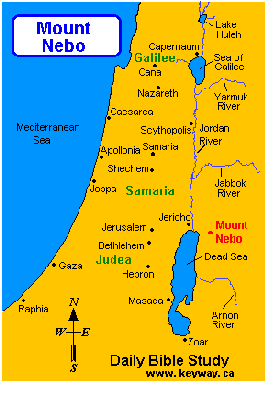 Mount
Nebo
Lake
Huleh
Capernaum
Galilee
Sea of
Galilee
Cana
Nazareth
Yarmuk
River
Caesarea
Mediterranean
Sea
Scythopolis
Jordan
River
Samaria
Apollonia
Shechem
Jabbok
River
Joppa
Samaria
Jericho
Jerusalem
Mount
Nebo
Bethlehem
Dead Sea
Judea
Gaza
Hebron
Masada
Raphia
Arnon
River
N
W
E
S
Zoar
Daily Bible Study
www.keyway.ca